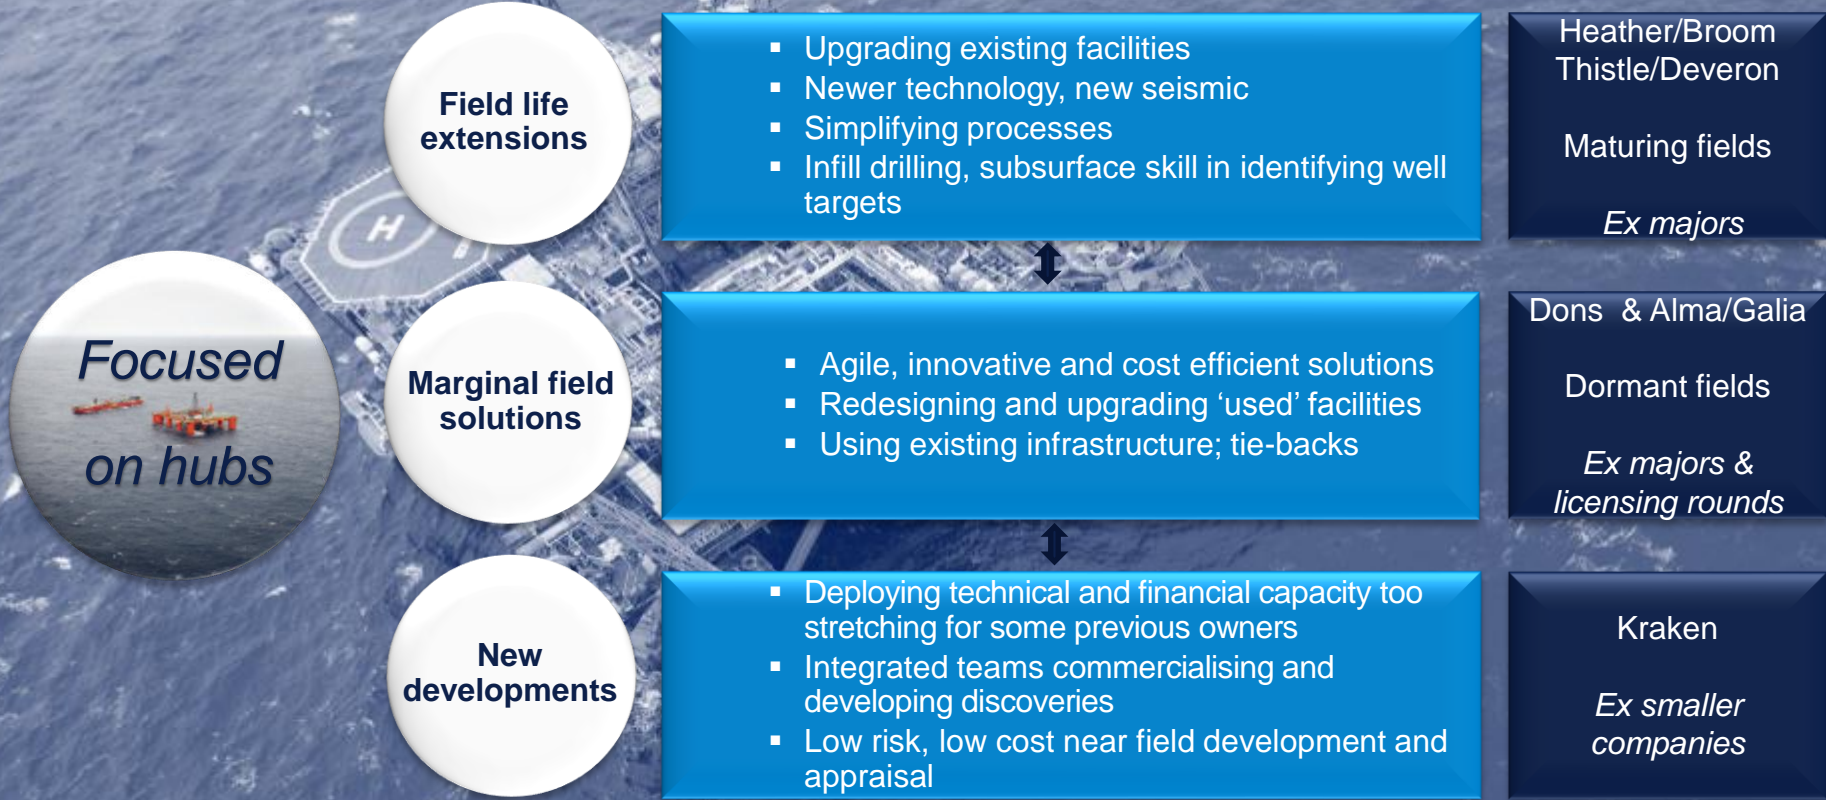 Focused
on hubs
Field life
extensions
▪ Upgrading existing facilities
▪ Newer technology, new seismic
▪ Simplifying processes
▪ Infill drilling, subsurface skill in identifying well
targets
Heather/Broom
Thistle/Deveron
Maturing fields
Ex majors
H
Marginal field
solutions
▪ Agile, innovative and cost efficient solutions
▪ Redesigning and upgrading ‘used’ facilities
▪ Using existing infrastructure; tie-backs
Dons & Alma/Galia
Dormant fields
Ex majors &
licensing rounds
New
developments
▪ Deploying technical and financial capacity too
stretching for some previous owners
▪ Integrated teams commercialising and
developing discoveries
▪ Low risk, low cost near field development and
appraisal
Kraken
Ex smaller
companies